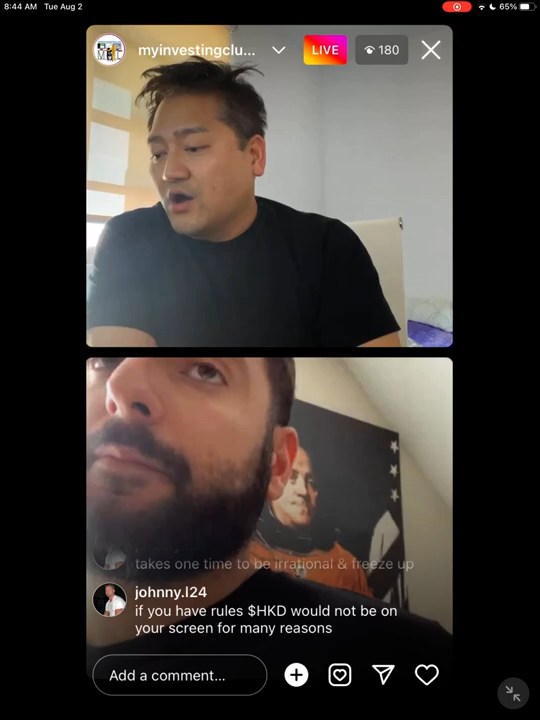 8:44 AM Tue Aug 2
65%
myinvestingclu...
LIVE
180
takes one time to be irrational & freeze up
johnny.l24
if you have rules $HKD would not be on
your screen for many reasons
Add a comment...